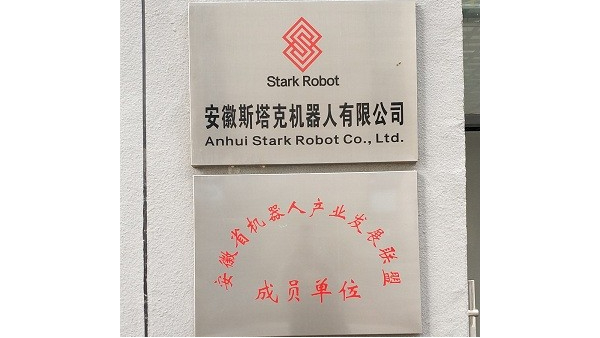 Stark Robot
安徽斯塔克机器人有限公司
Anhui Stark Robot Co., Ltd.
安徽省机器人产业发展联盟
成员单位